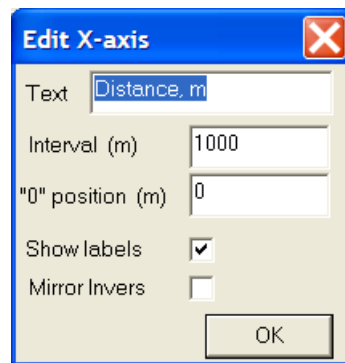 Edit X-axis
Text Distance, m
Interval (m) 1000
"0" position (m) 0
Show labels
Mirror Invers
OK